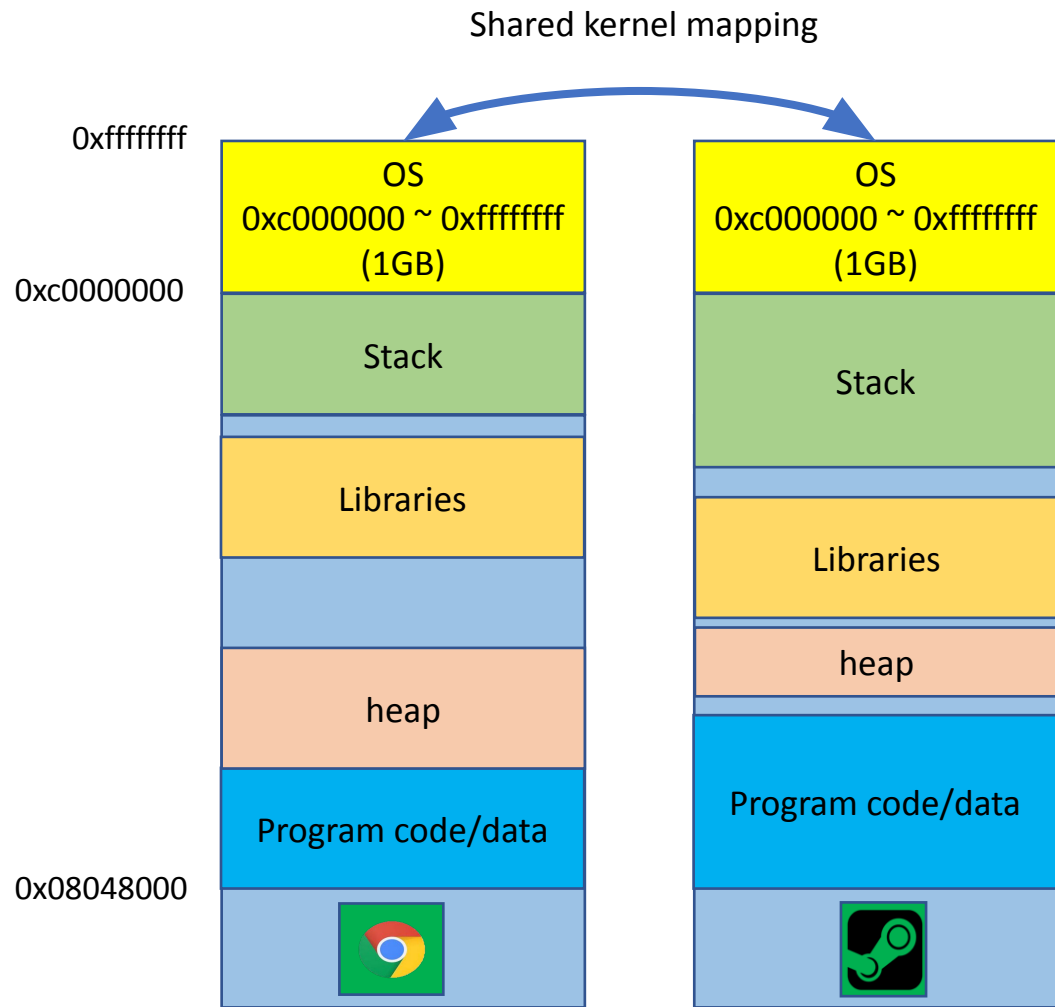 Shared kernel mapping
0xffffffff
OS
0xc000000 ~ 0xffffffff
(1GB)
OS
0xc000000 ~ 0xffffffff
(1GB)
0xc0000000
Stack
Stack
Libraries
Libraries
heap
heap
Program code/data
Program code/data
0x08048000